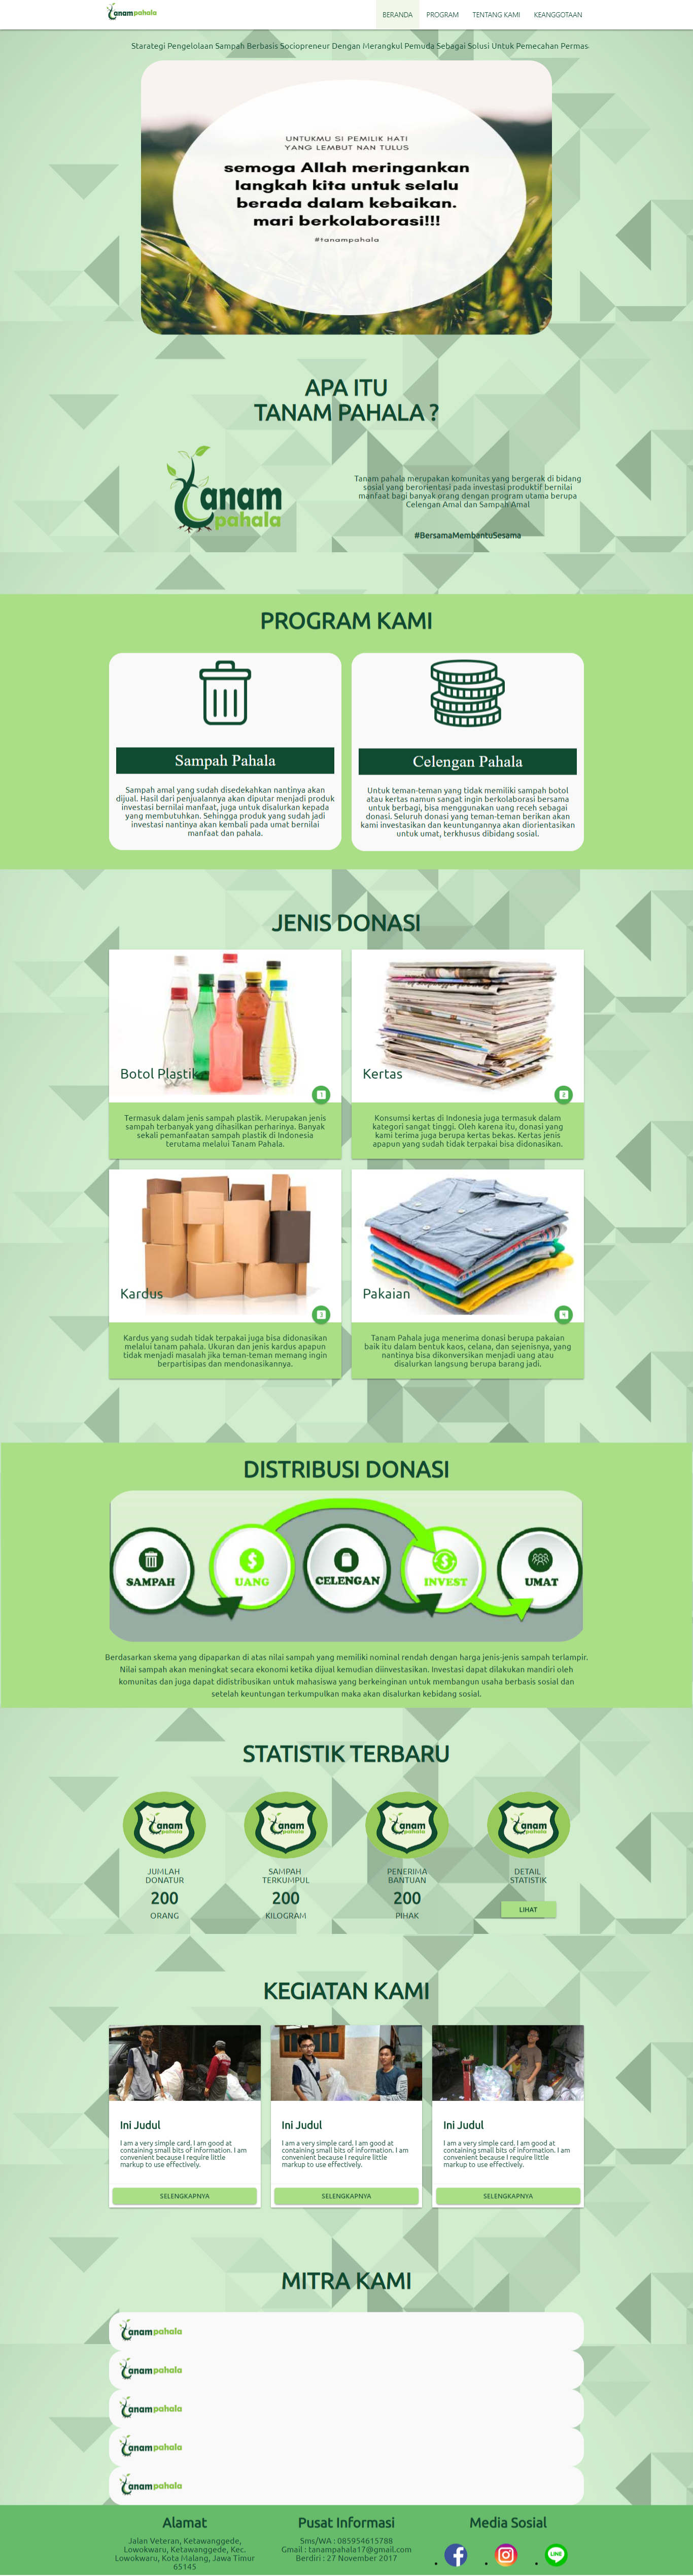 tanampahala
BERANDA PROGRAM TENTANG KAMI KEANGGOTAAN
Starategi Pengelolaan Sampah Berbasis Sociopreneur Dengan Merangkul Pemuda Sebagai Solusi Untuk Pemecahan Permas
UNTUKMU SI PEMILIK HATI
YANG LEMBUT NAN TULUS
semoga Allah meringankan
langkah kita untuk selalu
berada dalam kebaikan.
mari berkolaborasi!!!
#tanampahala
APA ITU
TANAM PAHALA ?
tanam
pahala
Tanam pahala merupakan komunitas yang bergerak di bidang
sosial yang berorientasi pada investasi produktif bernilai
manfaat bagi banyak orang dengan program utama berupa
Celengan Amal dan Sampah Amal
#BersamaMembantuSesama
PROGRAM KAMI
Sampah Pahala
Sampah amal yang sudah disedekahkan nantinya akan
dijual. Hasil dari penjualannya akan diputar menjadi produk
investasi bernilai manfaat, juga untuk disalurkan kepada
yang membutuhkan. Sehingga produk yang sudah jadi
investasi nantinya akan kembali pada umat bernilai
manfaat dan pahala.
Celengan Pahala
Untuk teman-teman yang tidak memiliki sampah botol
atau kertas namun sangat ingin berkolaborasi bersama
untuk berbagi, bisa menggunakan uang receh sebagai
donasi. Seluruh donasi yang teman-teman berikan akan
kami investasikan dan keuntungannya akan diorientasikan
untuk umat, terkhusus dibidang sosial.
JENIS DONASI
Botol Plastik
1
Termasuk dalam jenis sampah plastik. Merupakan jenis
sampah terbanyak yang dihasilkan perharinya. Banyak
sekali pemanfaatan sampah plastik di Indonesia
terutama melalui Tanam Pahala.
Kertas
2
Konsumsi kertas di Indonesia juga termasuk dalam
kategori sangat tinggi. Oleh karena itu, donasi yang
kami terima juga berupa kertas bekas. Kertas jenis
apapun yang sudah tidak terpakai bisa didonasikan.
Kardus
3
Kardus yang sudah tidak terpakai juga bisa didonasikan
melalui tanam pahala. Ukuran dan jenis kardus apapun
tidak menjadi masalah jika teman-teman memang ingin
berpartisipas dan mendonasikannya.
Pakaian
4
Tanam Pahala juga menerima donasi berupa pakaian
baik itu dalam bentuk kaos, celana, dan sejenisnya, yang
nantinya bisa dikonversikan menjadi uang atau
disalurkan langsung berupa barang jadi.
DISTRIBUSI DONASI
SAMPAH UANG CELENGAN INVEST UMAT
Berdasarkan skema yang dipaparkan di atas nilai sampah yang memiliki nominal rendah dengan harga jenis-jenis sampah terlampir.
Nilai sampah akan meningkat secara ekonomi ketika dijual kemudian diinvestasikan. Investasi dapat dilakukan mandiri oleh
komunitas dan juga dapat didistribusikan untuk mahasiswa yang berkeinginan untuk membangun usaha berbasis sosial dan
setelah keuntungan terkumpulkan maka akan disalurkan kebidang sosial.
STATISTIK TERBARU
tanam
pahala
JUMLAH
DONATUR
200
ORANG
tanam
pahala
SAMPAH
TERKUMPUL
200
KILOGRAM
tanam
pahala
PENERIMA
BANTUAN
200
PIHAK
tanam
pahala
DETAIL
STATISTIK
LIHAT
KEGIATAN KAMI
Ini Judul
I am a very simple card. I am good at
containing small bits of information. I am
convenient because I require little
markup to use effectively.
SELENGKAPNYA
Ini Judul
I am a very simple card. I am good at
containing small bits of information. I am
convenient because I require little
markup to use effectively.
SELENGKAPNYA
Ini Judul
I am a very simple card. I am good at
containing small bits of information. I am
convenient because I require little
markup to use effectively.
SELENGKAPNYA
MITRA KAMI
tanampahala
tanampahala
tanampahala
tanampahala
tanampahala
Alamat
Jalan Veteran, Ketawanggede,
Lowokwaru, Ketawanggede, Kec.
Lowokwaru, Kota Malang, Jawa Timur
65145
Pusat Informasi
Sms/WA : 085954615788
Gmail : tanampahala17@gmail.com
Berdiri : 27 November 2017
Media Sosial
LINE